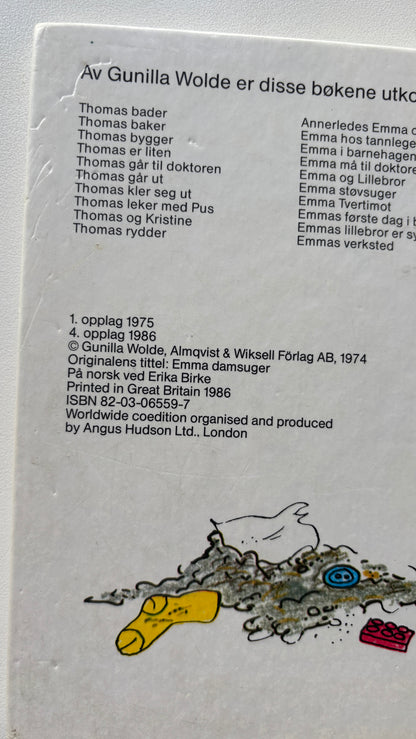 Av Gunilla Wolde er disse bøkene
Thomas bader
Thomas baker
Thomas bygger
Thomas er liten
Thomas går til doktoren
Thomas går ut
Thomas kler seg ut
Thomas leker med Pus
Thomas og Kristine
Thomas rydder
Annerledes Emma
Emma hos
Emma i barnehagen
Emma må til
Emma og Lillebror
Emma støvsuger
Emma Tvertimot
Emmas første dag i
Emmas lillebror er
Emmas verksted
1. opplag 1975
4. opplag 1986
© Gunilla Wolde, Almqvist & Wiksell Förlag AB, 1974
Originalens tittel: Emma damsuger
På norsk ved Erika Birke
Printed in Great Britain 1986
ISBN 82-03-06559-7
Worldwide coedition organised and produced
by Angus Hudson Ltd., London